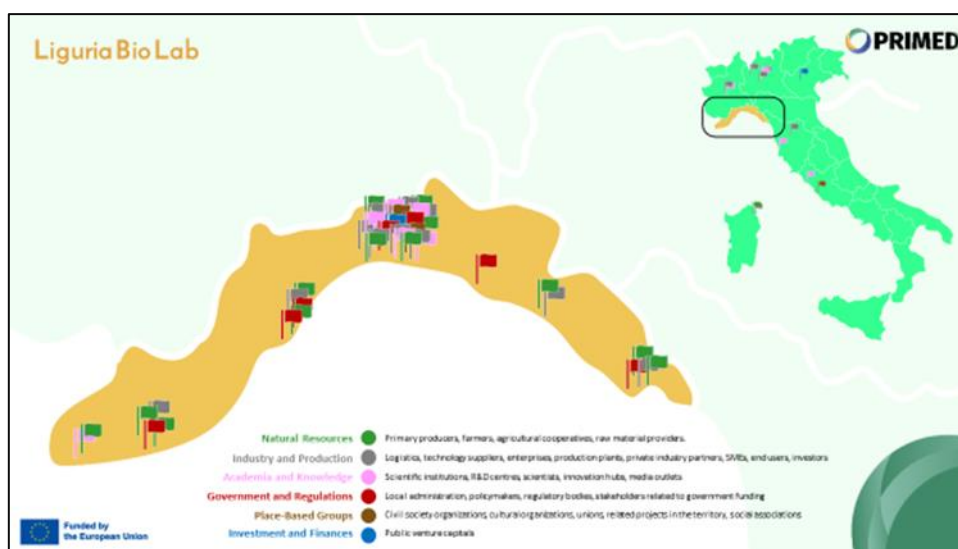 Liguria Bio Lab
PRIMED
Natural Resources Primary producers, farmers, agricultural cooperatives, raw material providers.
Industry and Production Logistics, technology suppliers, enterprises, production plants, private industry partners, SMEs, end users, investors
Academia and Knowledge Scientific institutions, R&D centres, scientists, innovation hubs, media outlets
Government and Regulations Local administration, policymakers, regulatory bodies, stakeholders related to government funding
Place-Based Groups Civil society organizations, cultural organizations, unions, related projects in the territory, social associations
Investment and Finances Public venture capitals
Funded by
the European Union